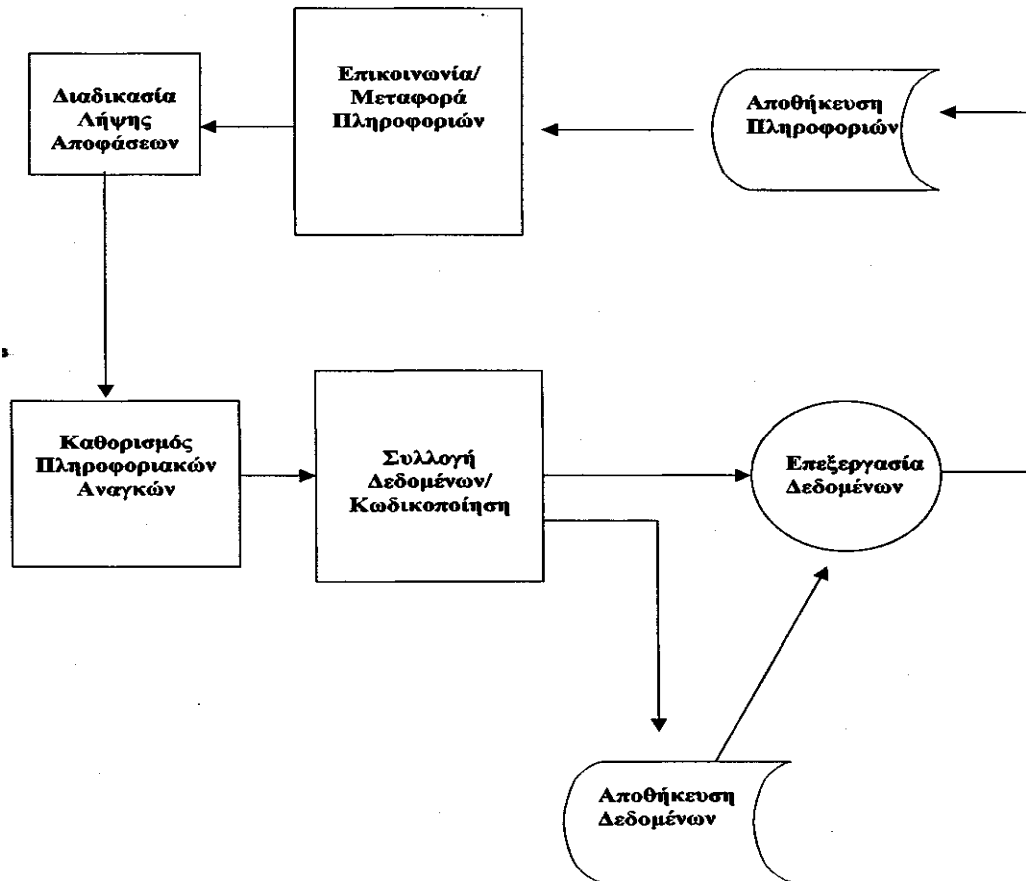 Διαδικασία
Λήψης
Αποφάσεων
Επικοινωνία/
Μεταφορά
Πληροφοριών
Αποθήκευση
Πληροφοριών
Καθορισμός
Πληροφοριακών
Αναγκών
Συλλογή
Δεδομένων/
Κωδικοποίηση
Επεξεργασία
Δεδομένων
Αποθήκευση
Δεδομένων